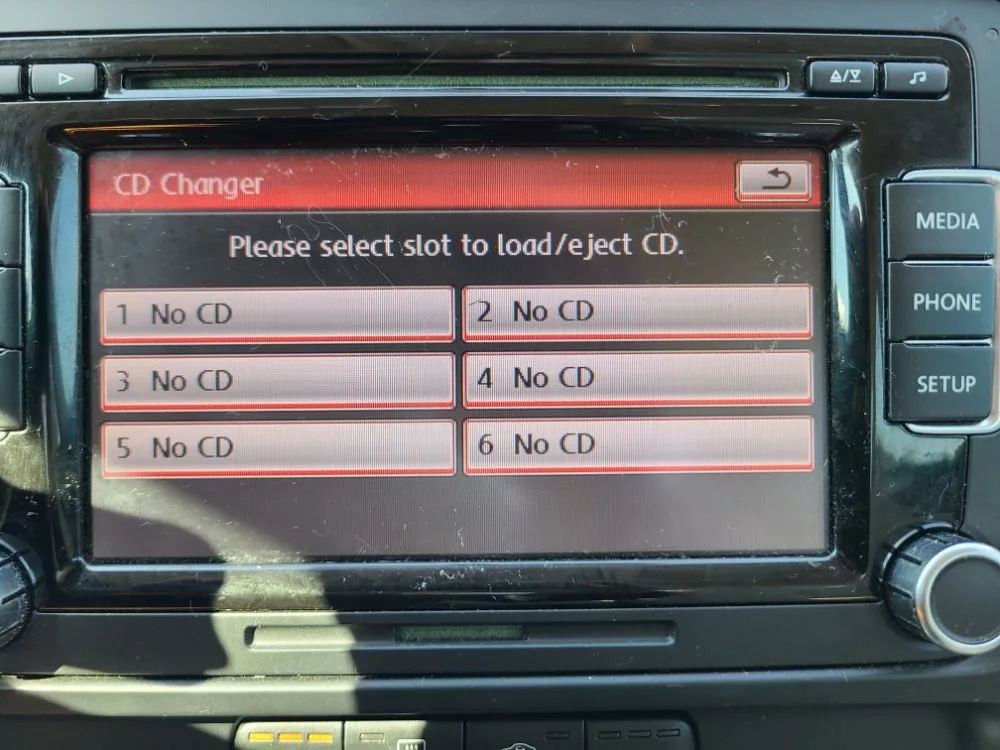 CD Changer
Please select slot to load/eject CD.
1 No CD
2 No CD
3 No CD
4 No CD
5 No CD
6 No CD
MEDIA
PHONE
SETUP